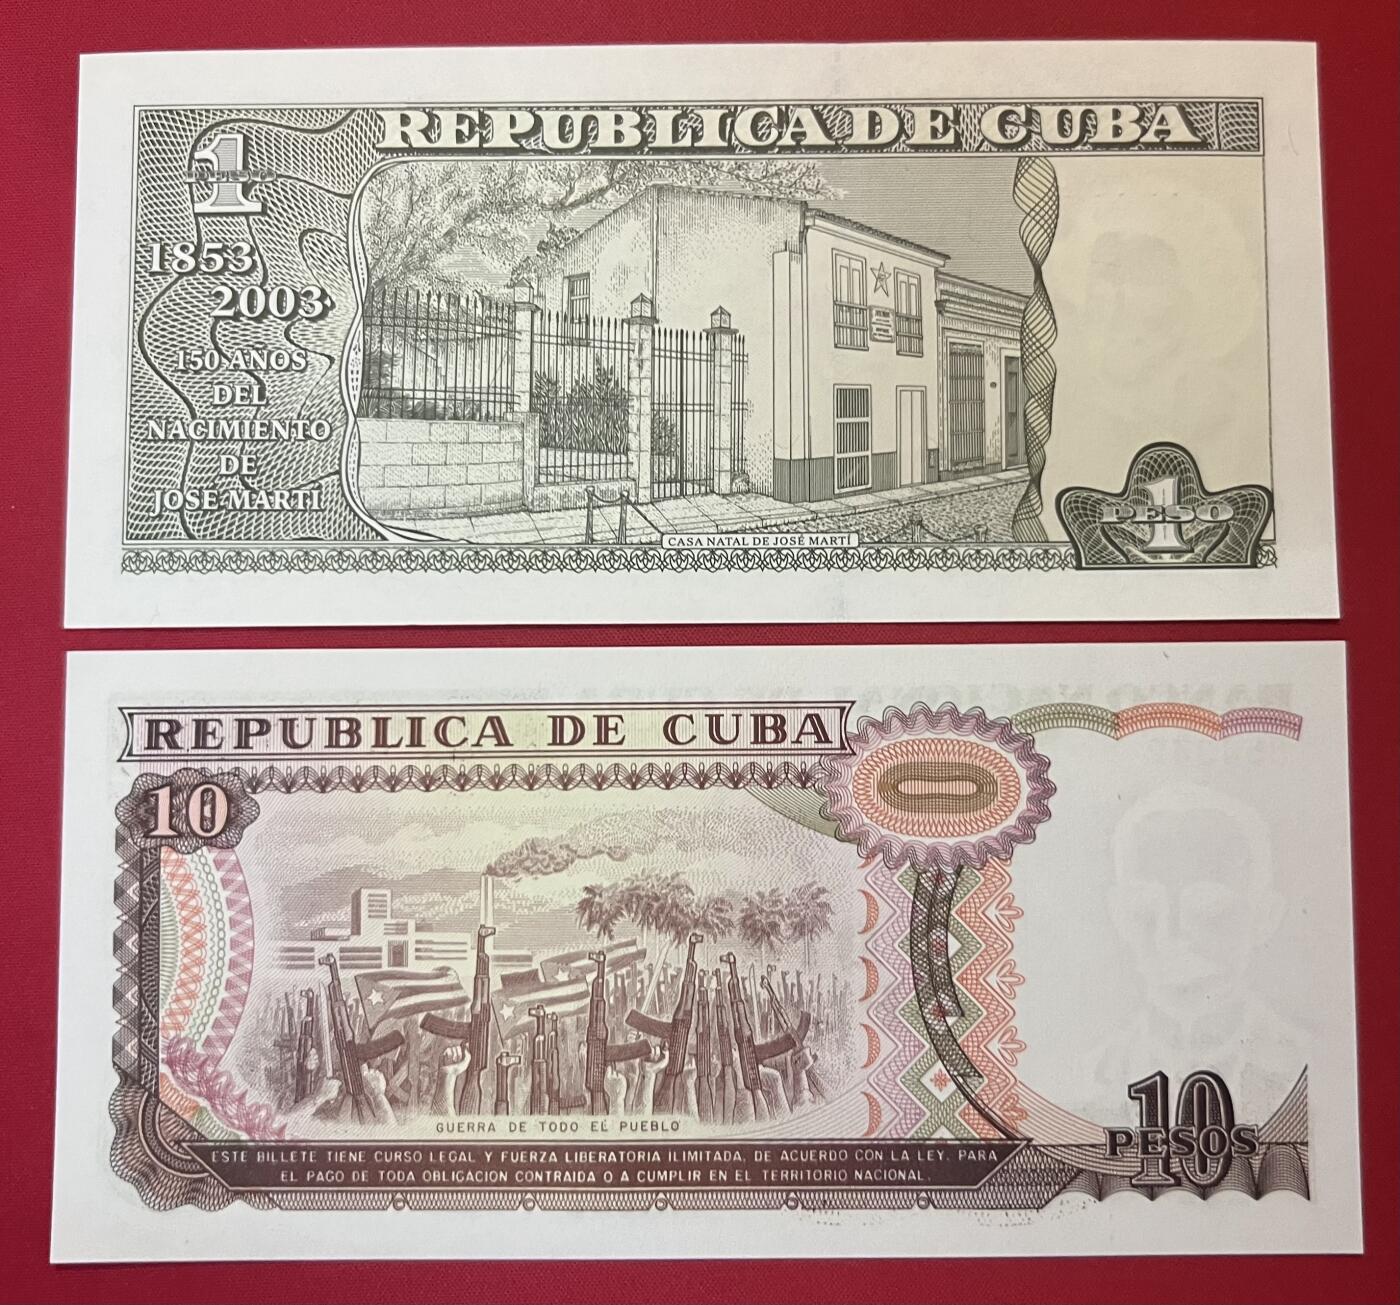 REPUBLICA DE CUBA
1
PESO
1853
2003
150 AÑOS
DEL
NACIMIENTO
DE
JOSE MARTI
CASA NATAL DE JOSÉ MARTÍ
1
PESO
REPUBLICA DE CUBA
10
GUERRA DE TODO EL PUEBLO
ESTE BILLETE TIENE CURSO LEGAL Y FUERZA LIBERATORIA ILIMITADA, DE ACUERDO CON LA LEY, PARA
EL PAGO DE TODA OBLIGACION CONTRAIDA O A CUMPLIR EN EL TERRITORIO NACIONAL.
10
PESOS